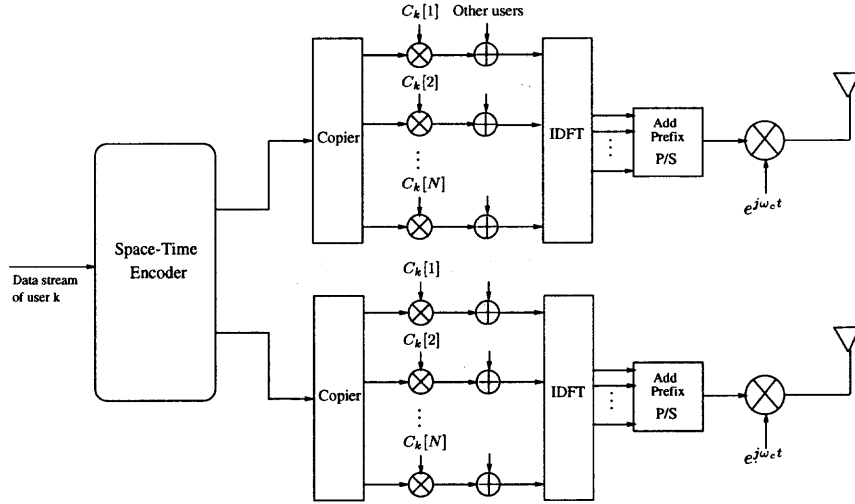 C_k[1]
Other users
C_k[2]
Copier
IDFT
Add
Prefix
P/S
⋮
⋮
C_k[N]
e^{jω_c t}
Space-Time
Encoder
Data stream
of user k
C_k[1]
C_k[2]
Copier
IDFT
Add
Prefix
P/S
⋮
⋮
C_k[N]
e^{jω_c t}